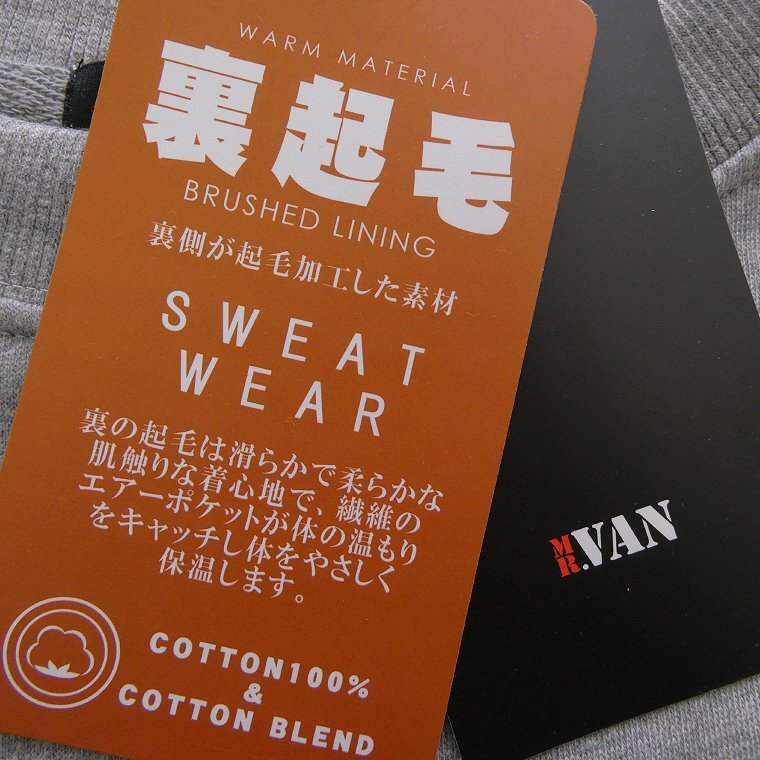 WARM MATERIAL
裏起毛
BRUSHED LINING
裏側が起毛加工した素材
SWEAT
WEAR
裏の起毛は滑らかで柔らかな
肌触りな着心地で、繊維の
エアーポケットが体の温もり
をキャッチし体をやさしく
保温します。
COTTON100%
&
COTTON BLEND
MR.VAN